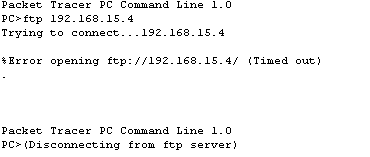 Packet Tracer PC Command Line 1.0
PC>ftp 192.168.15.4
Trying to connect...192.168.15.4
%Error opening ftp://192.168.15.4/ (Timed out)
.
Packet Tracer PC Command Line 1.0
PC>(Disconnecting from ftp server)